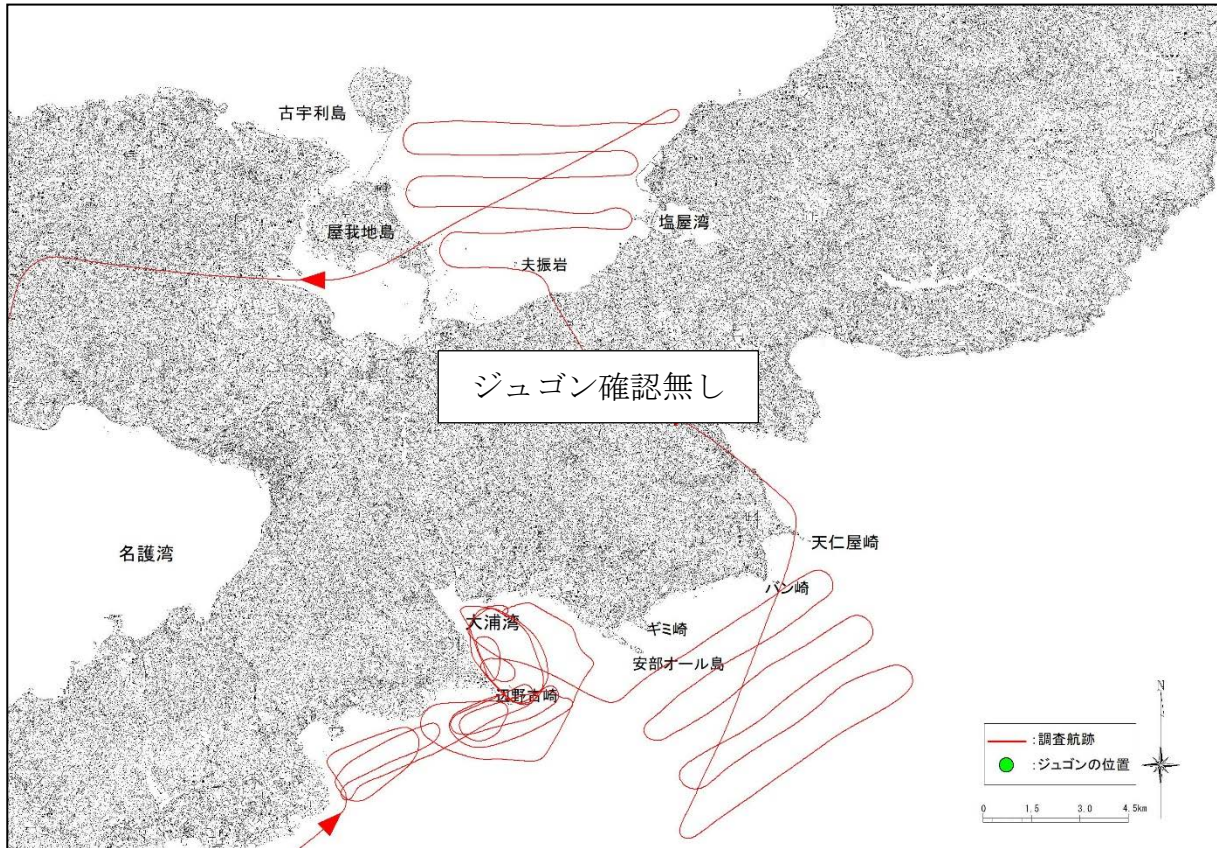 古宇利島
屋我地島
塩屋湾
夫振岩
ジュゴン確認無し
名護湾
天仁屋崎
バン崎
大浦湾
ギミ崎
安部オール島
辺野古崎
N
:調査航跡
:ジュゴンの位置
0 1.5 3.0 4.5km